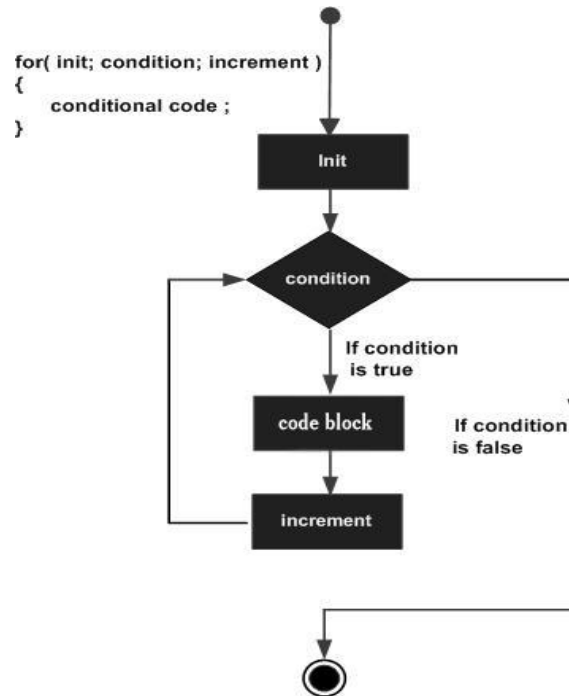 for( init; condition; increment )
{
conditional code ;
}
Init
condition
If condition
is true
code block
If condition
is false
increment